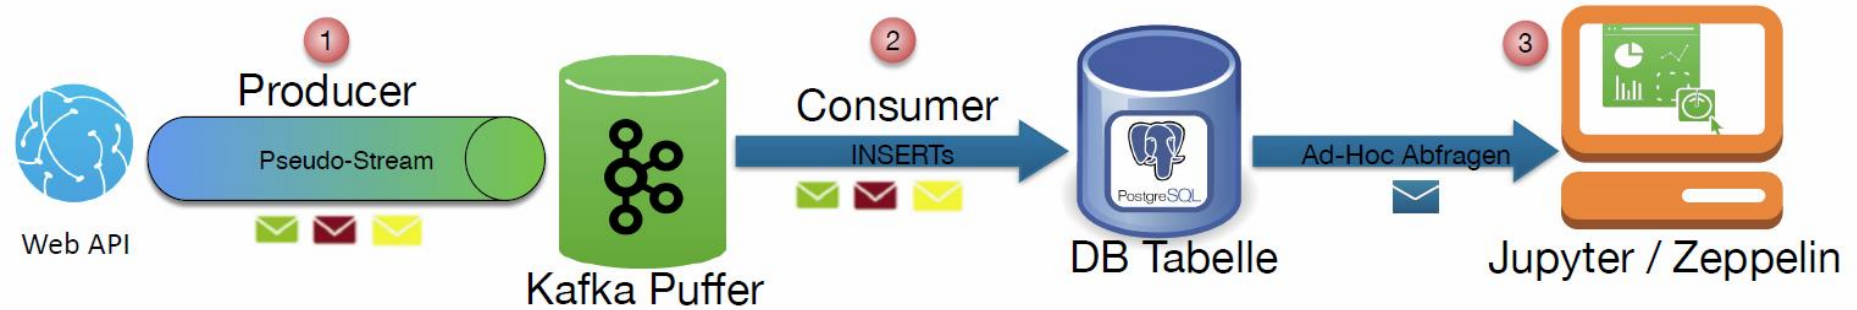 1
Producer
Pseudo-Stream
Web API
Kafka Puffer
2
Consumer
INSERTs
PostgreSQL
DB Tabelle
3
Ad-Hoc Abfragen
Jupyter / Zeppelin